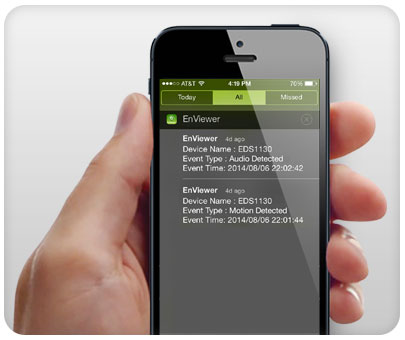 AT&T 4:19 PM 70%
Today All Missed
EnViewer
EnViewer 4d ago
Device Name : EDS1130
Event Type : Audio Detected
Event Time: 2014/08/06 22:02:42
EnViewer 4d ago
Device Name : EDS1130
Event Type : Motion Detected
Event Time: 2014/08/06 22:01:44